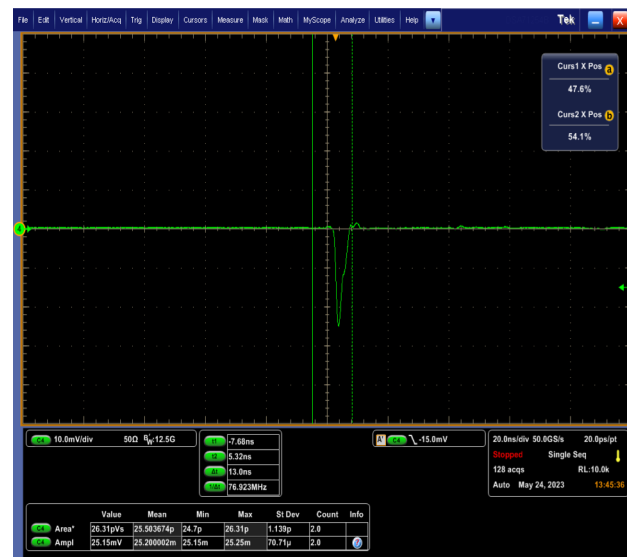 File Edit Vertical Horiz/Acq Trig Display Cursors Measure Mask Math MyScope Analyze Utilities Help Tek X
Curs1 X Pos a
47.6%
Curs2 X Pos b
54.1%
4
C4 10.0mV/div 50Ω BW:12.5G
t1 -7.68ns
t2 5.32ns
Δt 13.0ns
1/Δt 76.923MHz
A' C4 -15.0mV
20.0ns/div 50.0GS/s 20.0ps/pt
Stopped Single Seq
128 acqs RL:10.0k
Auto May 24, 2023 13:45:36
Value Mean Min Max St Dev Count Info
C4 Area* 26.31pVs 25.503674p 24.7p 26.31p 1.139p 2.0
C4 Ampl 25.15mV 25.200002m 25.15m 25.25m 70.71µ 2.0